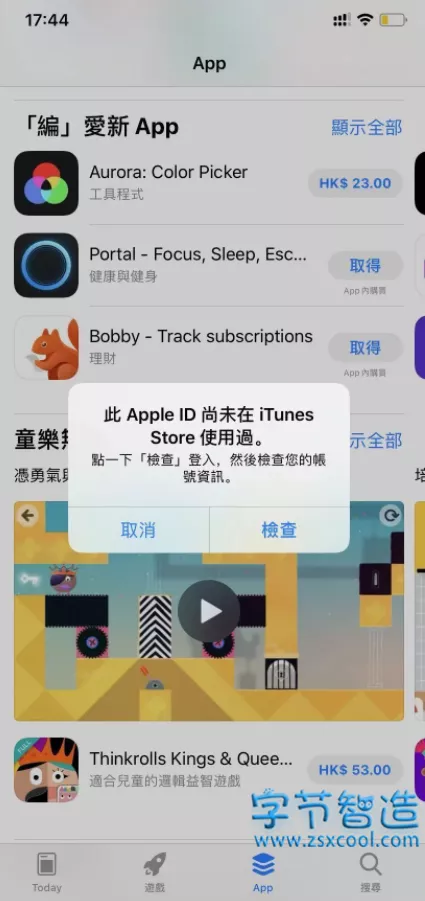 17:44
App
「編」愛新 App
顯示全部
Aurora: Color Picker
工具程式
HK$ 23.00
Portal - Focus, Sleep, Esc...
健康與健身
取得
App 內購買
Bobby - Track subscriptions
理財
取得
App 內購買
此 Apple ID 尚未在 iTunes
Store 使用過。
點一下「檢查」登入，然後檢查您的帳
號資訊。
取消
檢查
童樂
示全部
憑勇氣
培
FULL
Thinkrolls Kings & Quee...
適合兒童的邏輯益智遊戲
HK$ 53.00
字节智造
www.zsxcool.com
Today
遊戲
App
搜尋